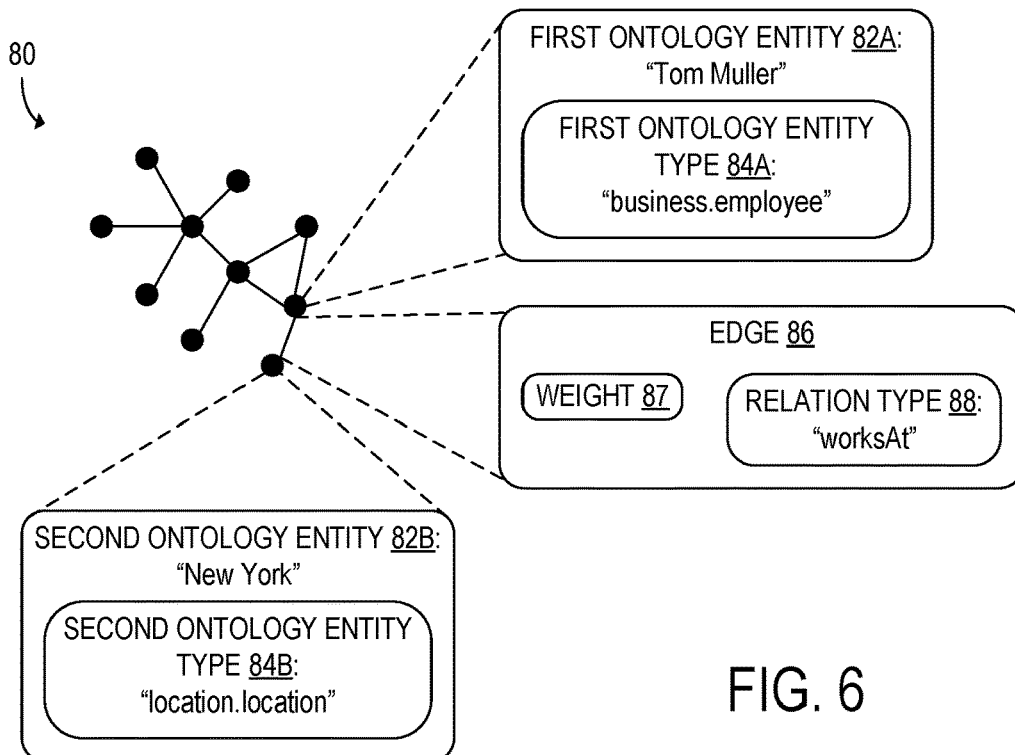 80
FIRST ONTOLOGY ENTITY 82A:
“Tom Muller”
FIRST ONTOLOGY ENTITY
TYPE 84A:
“business.employee”
EDGE 86
WEIGHT 87
RELATION TYPE 88:
“worksAt”
SECOND ONTOLOGY ENTITY 82B:
“New York”
SECOND ONTOLOGY ENTITY
TYPE 84B:
“location.location”
FIG. 6